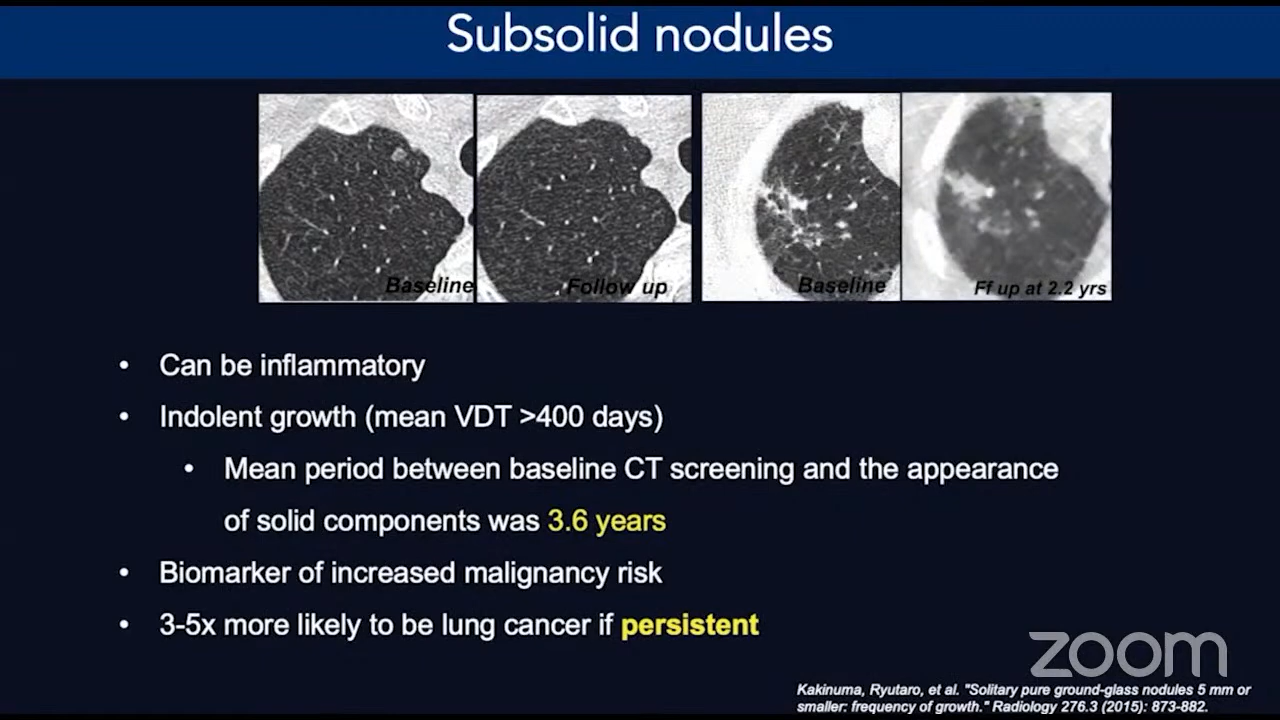 Subsolid nodules
Baseline
Follow up
Baseline
Ff up at 2.2 yrs
• Can be inflammatory
• Indolent growth (mean VDT >400 days)
• Mean period between baseline CT screening and the appearance
of solid components was 3.6 years
• Biomarker of increased malignancy risk
• 3-5x more likely to be lung cancer if persistent
zoom
Kakinuma, Ryutaro, et al. "Solitary pure ground-glass nodules 5 mm or
smaller: frequency of growth." Radiology 276.3 (2015): 873-882.